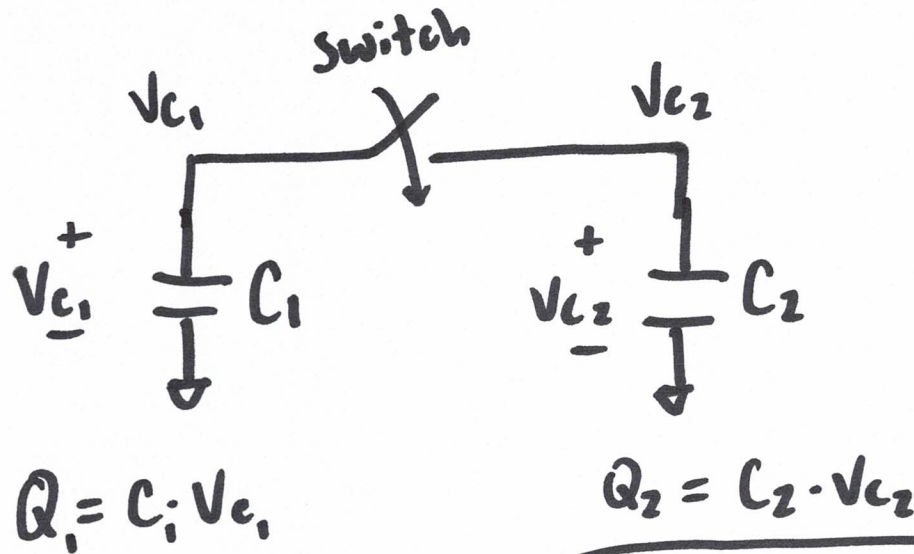 Switch
Vc₁ Vc₂
+ +
Vc₁ C₁ Vc₂ C₂
- -
Q₁ = C₁·Vc₁ Q₂ = C₂·Vc₂